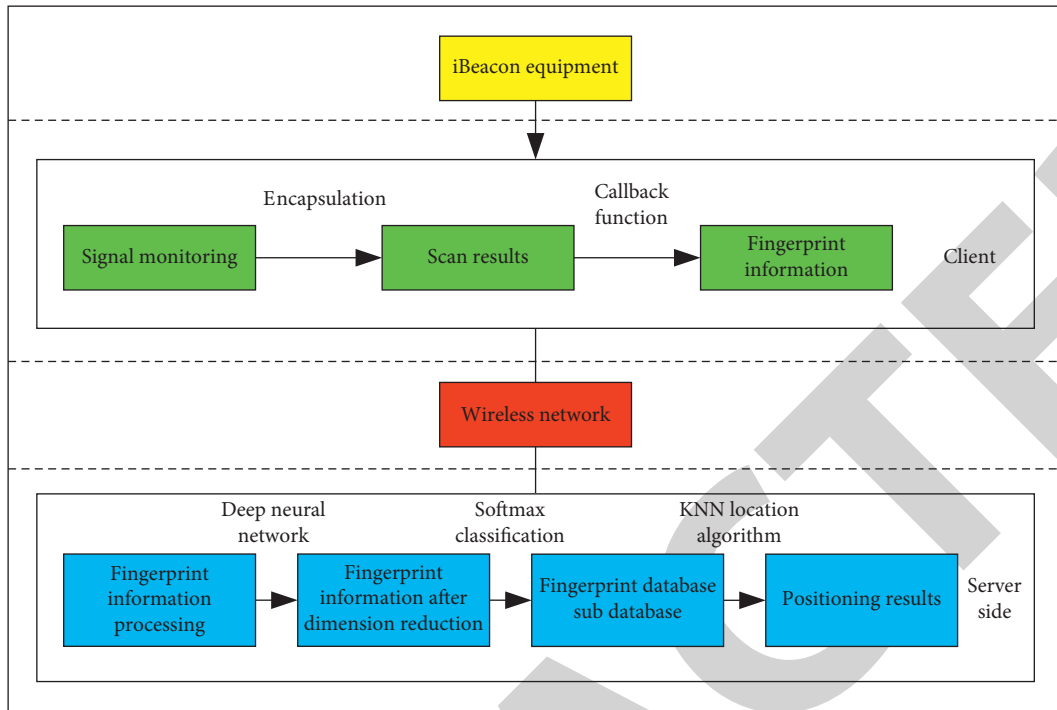 iBeacon equipment
Encapsulation
Callback
function
Signal monitoring
Scan results
Fingerprint
information
Client
Wireless network
Deep neural
network
Softmax
classification
KNN location
algorithm
Fingerprint
information
processing
Fingerprint
information after
dimension reduction
Fingerprint database
sub database
Positioning results
Server
side